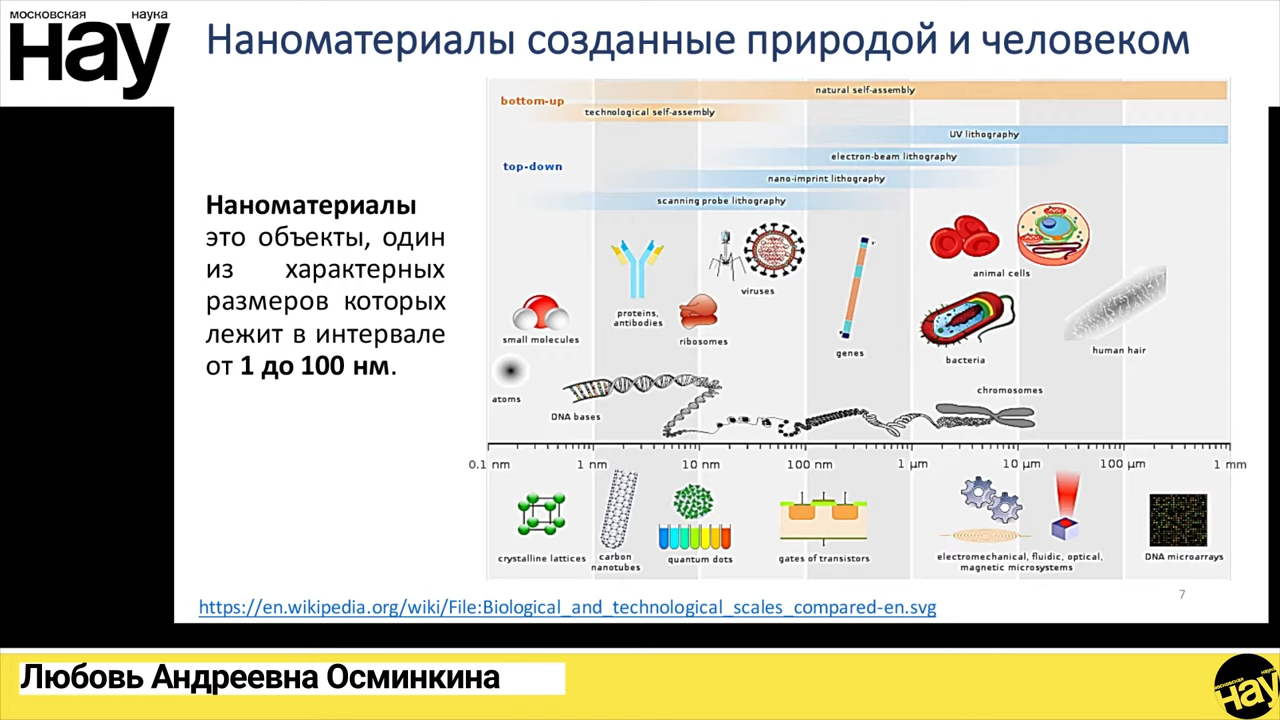 московская наука
нау
Наноматериалы созданные природой и человеком
Наноматериалы
это объекты, один
из характерных
размеров которых
лежит в интервале
от 1 до 100 нм.
bottom-up
natural self-assembly
technological self-assembly
UV lithography
top-down
electron-beam lithography
nano-imprint lithography
scanning probe lithography
small molecules
proteins,
antibodies
ribosomes
viruses
genes
animal cells
bacteria
human hair
atoms
DNA bases
chromosomes
0.1 nm 1 nm 10 nm 100 nm 1 μm 10 μm 100 μm 1 mm
crystalline lattices
carbon
nanotubes
quantum dots
gates of transistors
electromechanical, fluidic, optical,
magnetic microsystems
DNA microarrays
7
https://en.wikipedia.org/wiki/File:Biological_and_technological_scales_compared-en.svg
Любовь Андреевна Осминкина
московская наука
нау